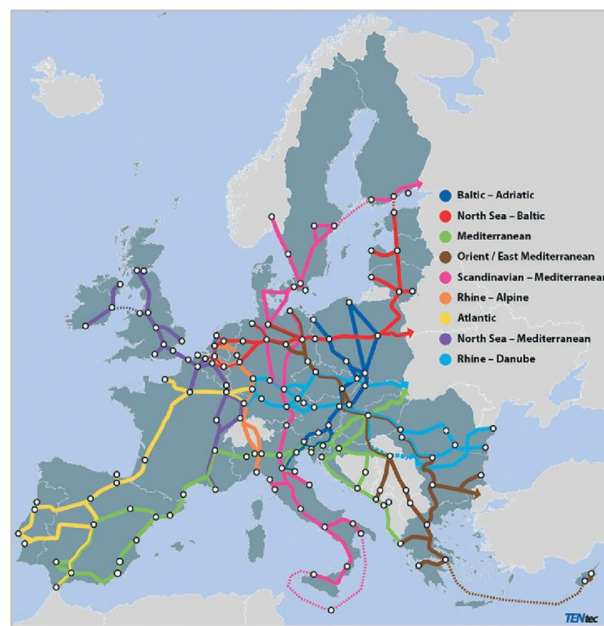 Baltic – Adriatic
North Sea – Baltic
Mediterranean
Orient / East Mediterranean
Scandinavian – Mediterranean
Rhine – Alpine
Atlantic
North Sea – Mediterranean
Rhine – Danube
TENtec